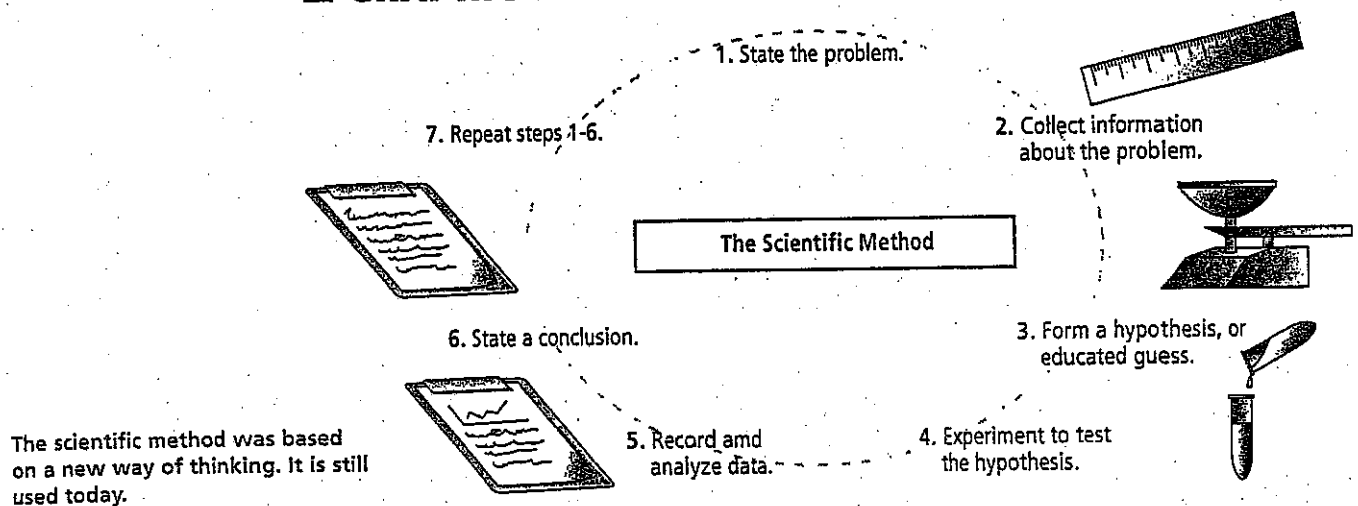 1. State the problem.
2. Collect information
about the problem.
3. Form a hypothesis, or
educated guess.
4. Experiment to test
the hypothesis.
5. Record amd
analyze data.
6. State a conclusion.
7. Repeat steps 1-6.
The Scientific Method
The scientific method was based
on a new way of thinking. It is still
used today.